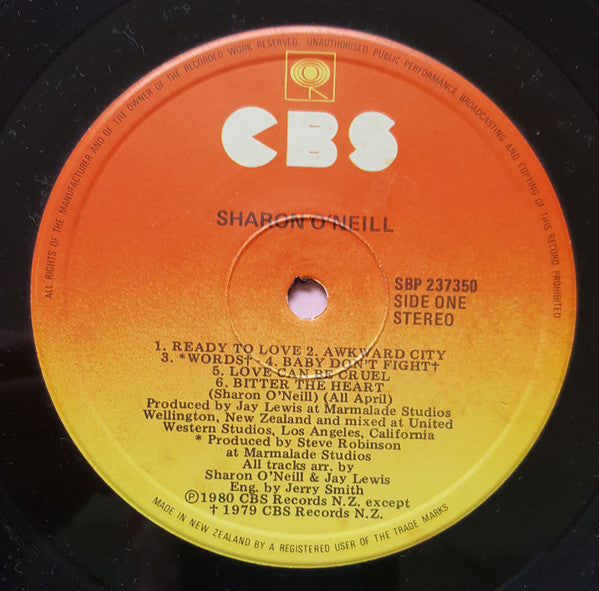 ALL RIGHTS OF THE MANUFACTURER AND OF THE OWNER OF THE RECORDED WORK RESERVED. UNAUTHORISED PUBLIC PERFORMANCE BROADCASTING AND COPYING OF THIS RECORD PROHIBITED
CBS
SHARON O'NEILL
SBP 237350
SIDE ONE
STEREO
1. READY TO LOVE 2. AWKWARD CITY
3. *WORDS† 4. BABY DON'T FIGHT†
5. LOVE CAN BE CRUEL
6. BITTER THE HEART
(Sharon O'Neill) (All April)
Produced by Jay Lewis at Marmalade Studios
Wellington, New Zealand and mixed at United
Western Studios, Los Angeles, California
* Produced by Steve Robinson
at Marmalade Studios
All tracks arr. by
Sharon O'Neill & Jay Lewis
Eng. by Jerry Smith
℗1980 CBS Records N.Z. except
† 1979 CBS Records N.Z.
MADE IN NEW ZEALAND BY A REGISTERED USER OF THE TRADE MARKS